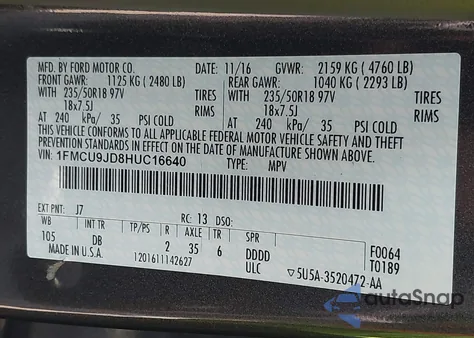 MFD. BY FORD MOTOR CO. DATE: 11/16 GVWR: 2159 KG ( 4760 LB)
FRONT GAWR: 1125 KG ( 2480 LB) REAR GAWR: 1040 KG ( 2293 LB)
WITH 235/50R18 97V TIRES WITH 235/50R18 97V TIRES
18x7.5J 18x7.5J
AT 240 kPa/ 35 PSI COLD AT 240 kPa/ 35 PSI COLD
THIS VEHICLE CONFORMS TO ALL APPLICABLE FEDERAL MOTOR VEHICLE SAFETY AND THEFT
PREVENTION STANDARDS IN EFFECT ON THE DATE OF MANUFACTURE SHOWN ABOVE.
VIN: 1FMCU9JD8HUC16640 TYPE: MPV
EXT PNT: J7 RC: 13 DSO:
WB INT TR TP/PS R AXLE TR SPR
105 DB 2 35 6 DDDD F0064
MADE IN U.S.A. 1201611142627 ULC T0189
▽5U5A-3520472-AA
autoSnap